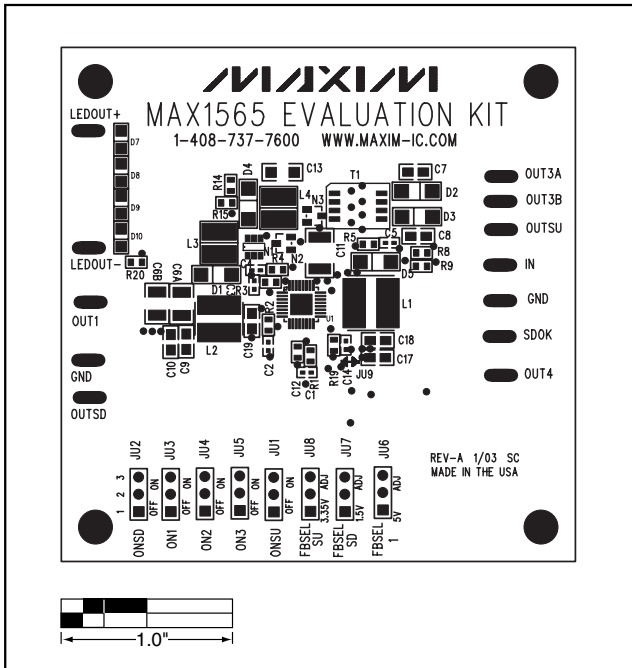 MAXIM
LEDOUT+
MAX1565 EVALUATION KIT
1-408-737-7600 WWW.MAXIM-IC.COM
D7
D8
D9
D10
LEDOUT-
R20
R14
R15
D4
C13
L4
N3
T1
C7
D2
D3
C8
R5
C5
R8
R9
C11
D5
L3
N1
N2
R4
C4
R3
D1
C6B
C6A
L2
C10
C9
C19
R2
C2
U1
L1
C12
R1
C1
R19
C14
C18
C17
JU9
OUT3A
OUT3B
OUTSU
IN
GND
SDOK
OUT4
OUT1
GND
OUTSD
REV-A 1/03 SC
MADE IN THE USA
JU2
JU3
JU4
JU5
JU1
JU8
JU7
JU6
1 2 3
OFF ON
OFF ON
OFF ON
OFF ON
OFF ON
3.35V ADJ
1.5V ADJ
5V ADJ
ONSD
ON1
ON2
ON3
ONSU
FBSEL SU
FBSEL SD
FBSEL 1
1.0"